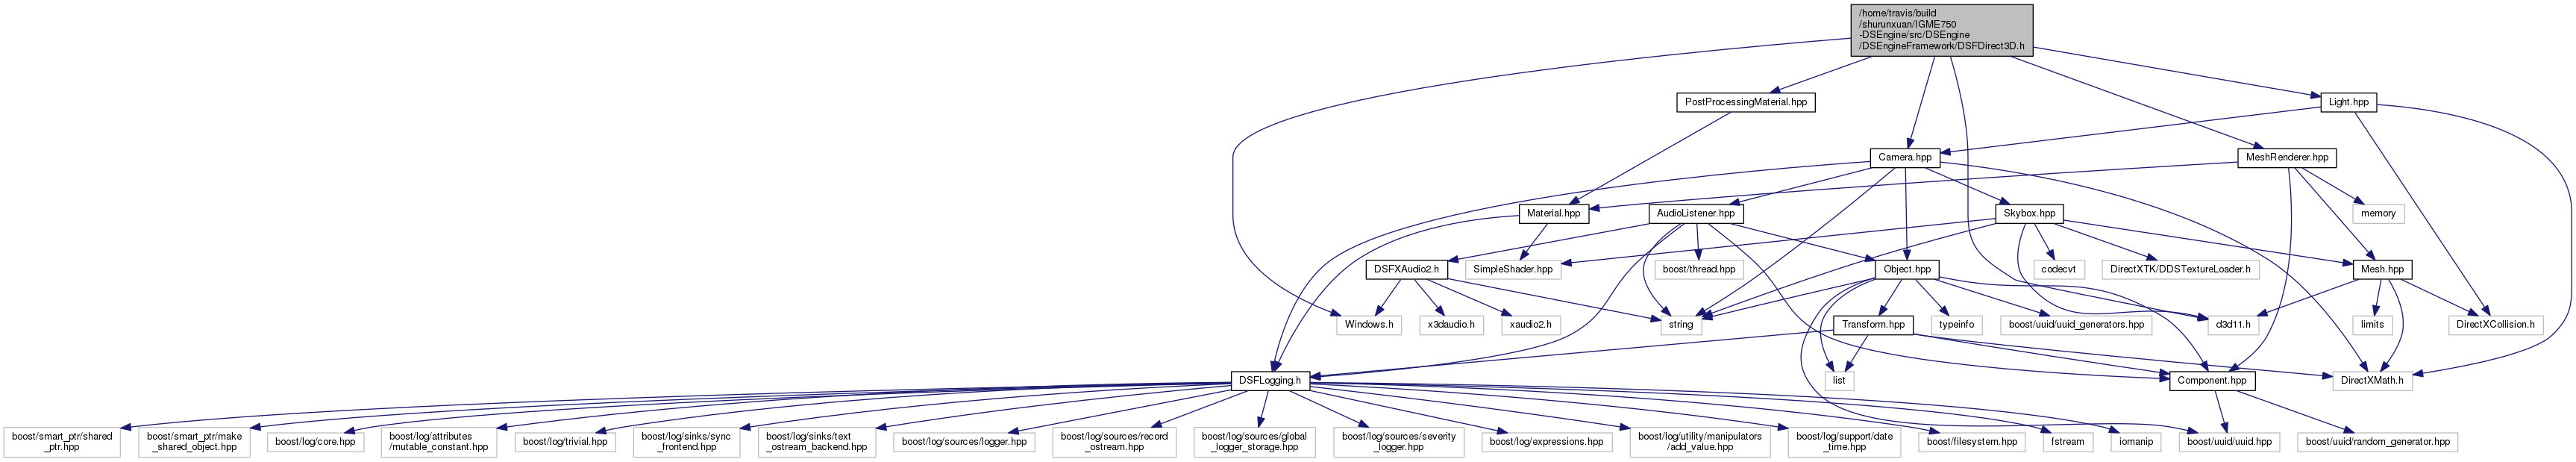 /home/travis/build
/shurunxuan/IGME750
-DSEngine/src/DSEngine
/DSEngineFramework/DSFDirect3D.h
PostProcessingMaterial.hpp
Light.hpp
Camera.hpp
MeshRenderer.hpp
Material.hpp
AudioListener.hpp
Skybox.hpp
memory
DSFXAudio2.h
SimpleShader.hpp
boost/thread.hpp
Object.hpp
codecvt
DirectXTK/DDSTextureLoader.h
Mesh.hpp
Windows.h
x3daudio.h
xaudio2.h
string
Transform.hpp
typeinfo
boost/uuid/uuid_generators.hpp
d3d11.h
limits
DirectXCollision.h
DSFLogging.h
list
Component.hpp
DirectXMath.h
boost/smart_ptr/shared
_ptr.hpp
boost/smart_ptr/make
_shared_object.hpp
boost/log/core.hpp
boost/log/attributes
/mutable_constant.hpp
boost/log/trivial.hpp
boost/log/sinks/sync
_frontend.hpp
boost/log/sinks/text
_ostream_backend.hpp
boost/log/sources/logger.hpp
boost/log/sources/record
_ostream.hpp
boost/log/sources/global
_logger_storage.hpp
boost/log/sources/severity
_logger.hpp
boost/log/expressions.hpp
boost/log/utility/manipulators
/add_value.hpp
boost/log/support/date
_time.hpp
boost/filesystem.hpp
fstream
iomanip
boost/uuid/uuid.hpp
boost/uuid/random_generator.hpp